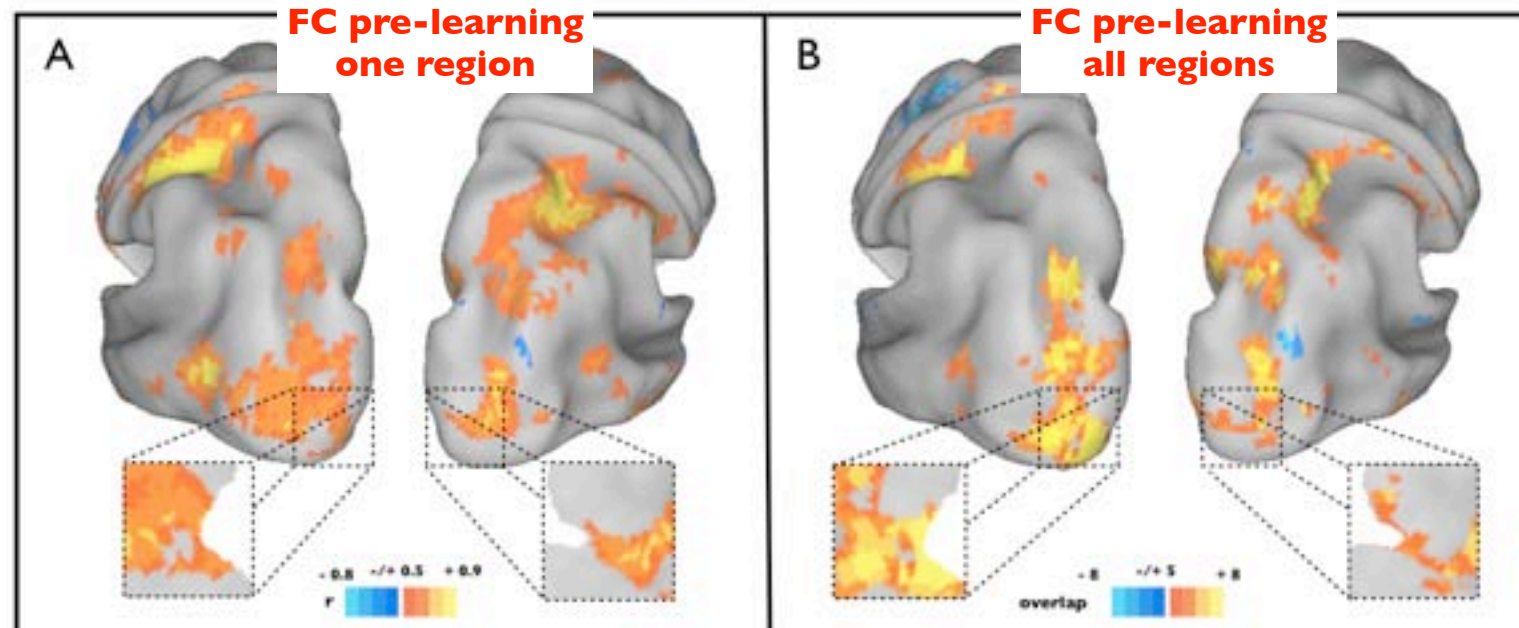 A
FC pre-learning
one region
- 0.8 -/+ 0.5 + 0.9
r
B
FC pre-learning
all regions
- 8 -/+ 5 + 8
overlap